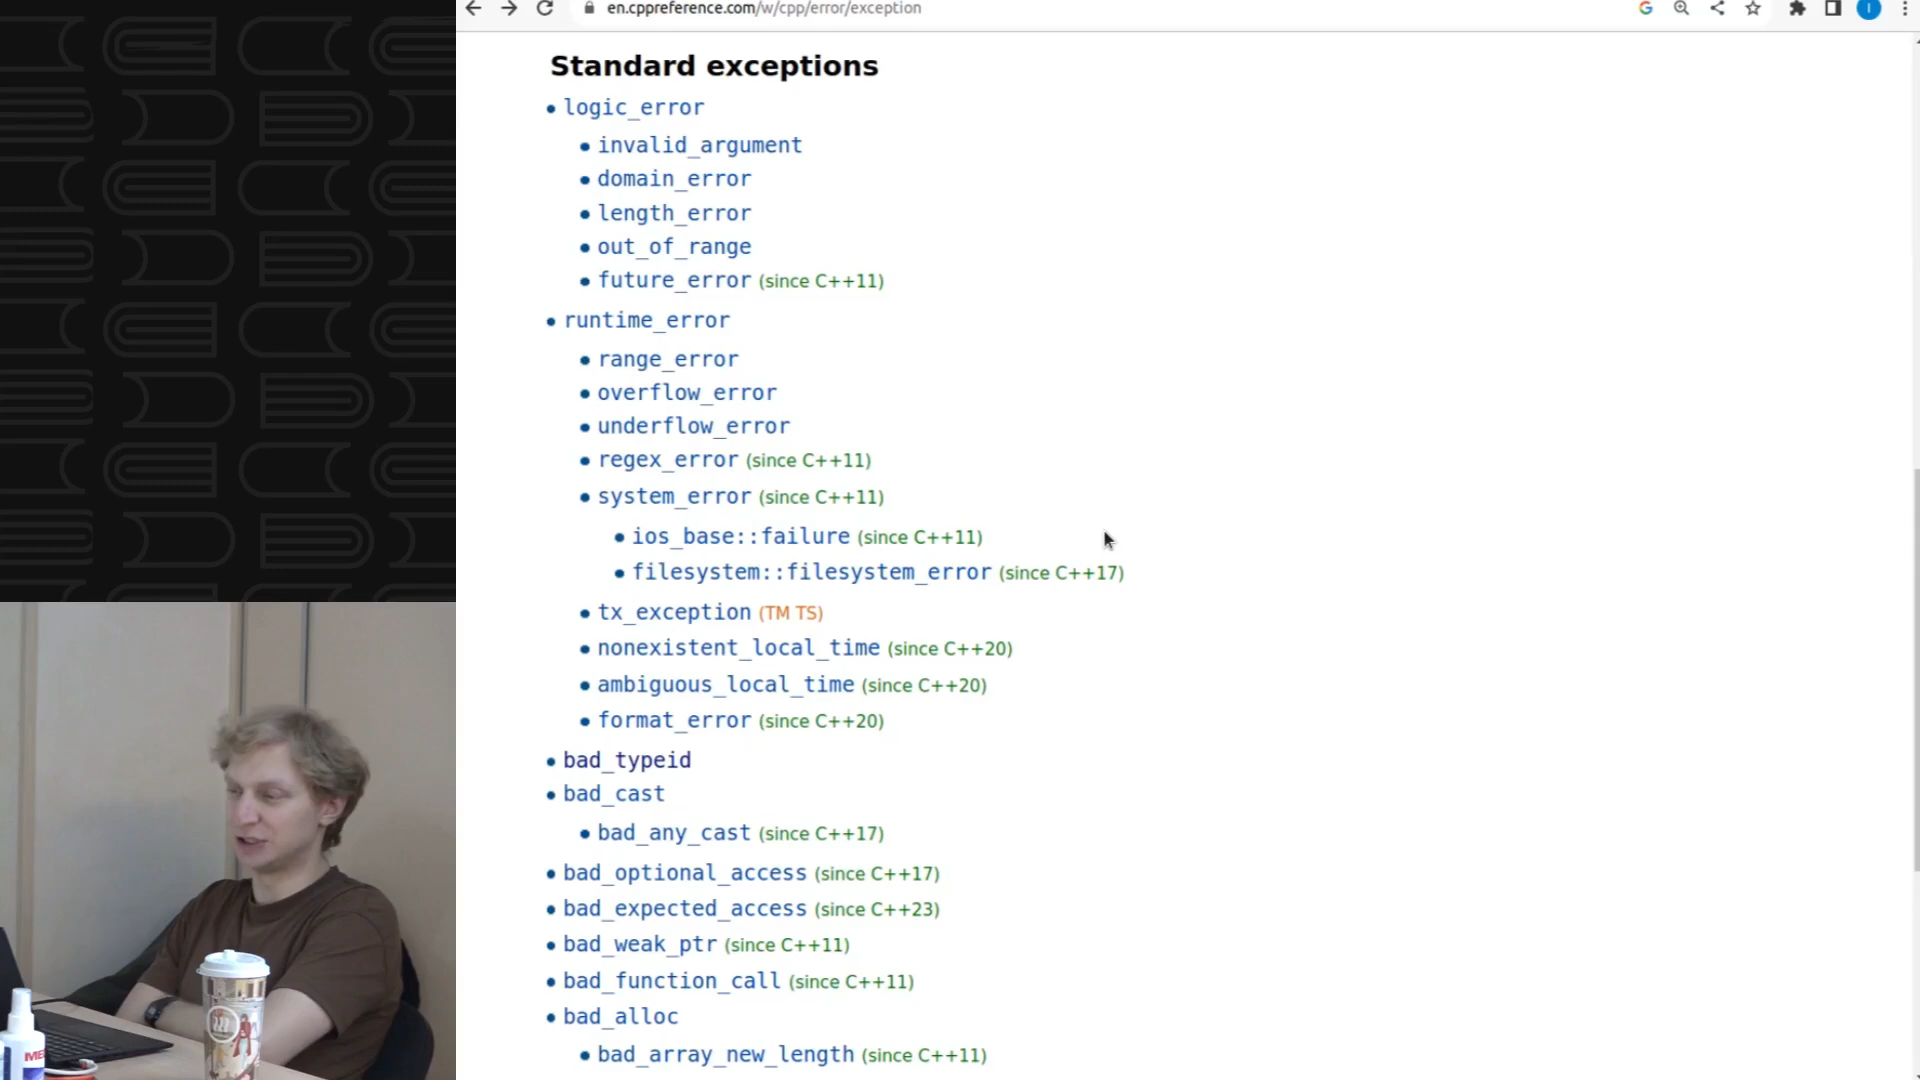 en.cppreference.com/w/cpp/error/exception
Standard exceptions
logic_error
invalid_argument
domain_error
length_error
out_of_range
future_error (since C++11)
runtime_error
range_error
overflow_error
underflow_error
regex_error (since C++11)
system_error (since C++11)
ios_base::failure (since C++11)
filesystem::filesystem_error (since C++17)
tx_exception (TM TS)
nonexistent_local_time (since C++20)
ambiguous_local_time (since C++20)
format_error (since C++20)
bad_typeid
bad_cast
bad_any_cast (since C++17)
bad_optional_access (since C++17)
bad_expected_access (since C++23)
bad_weak_ptr (since C++11)
bad_function_call (since C++11)
bad_alloc
bad_array_new_length (since C++11)